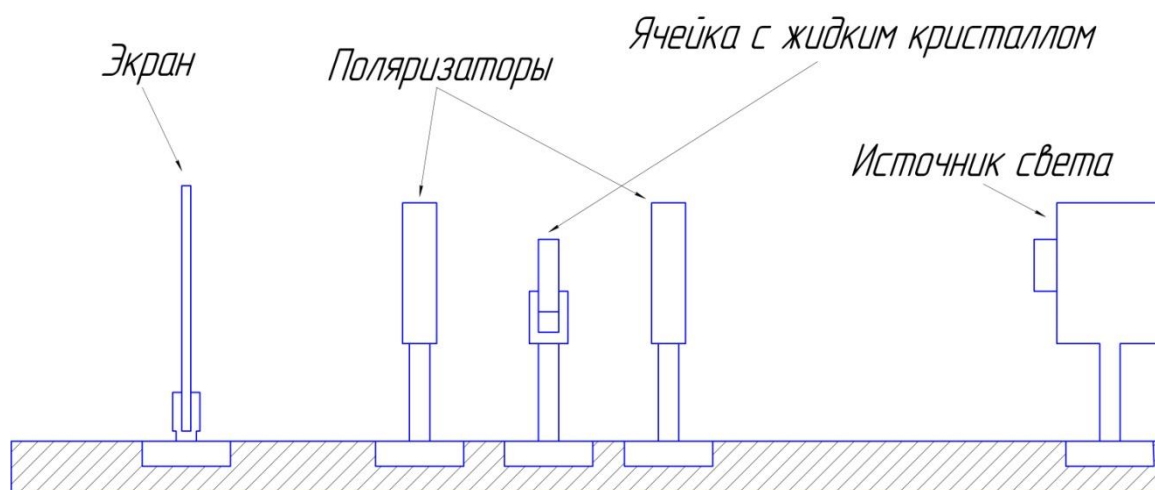 Экран
Поляризаторы
Ячейка с жидким кристаллом
Источник света